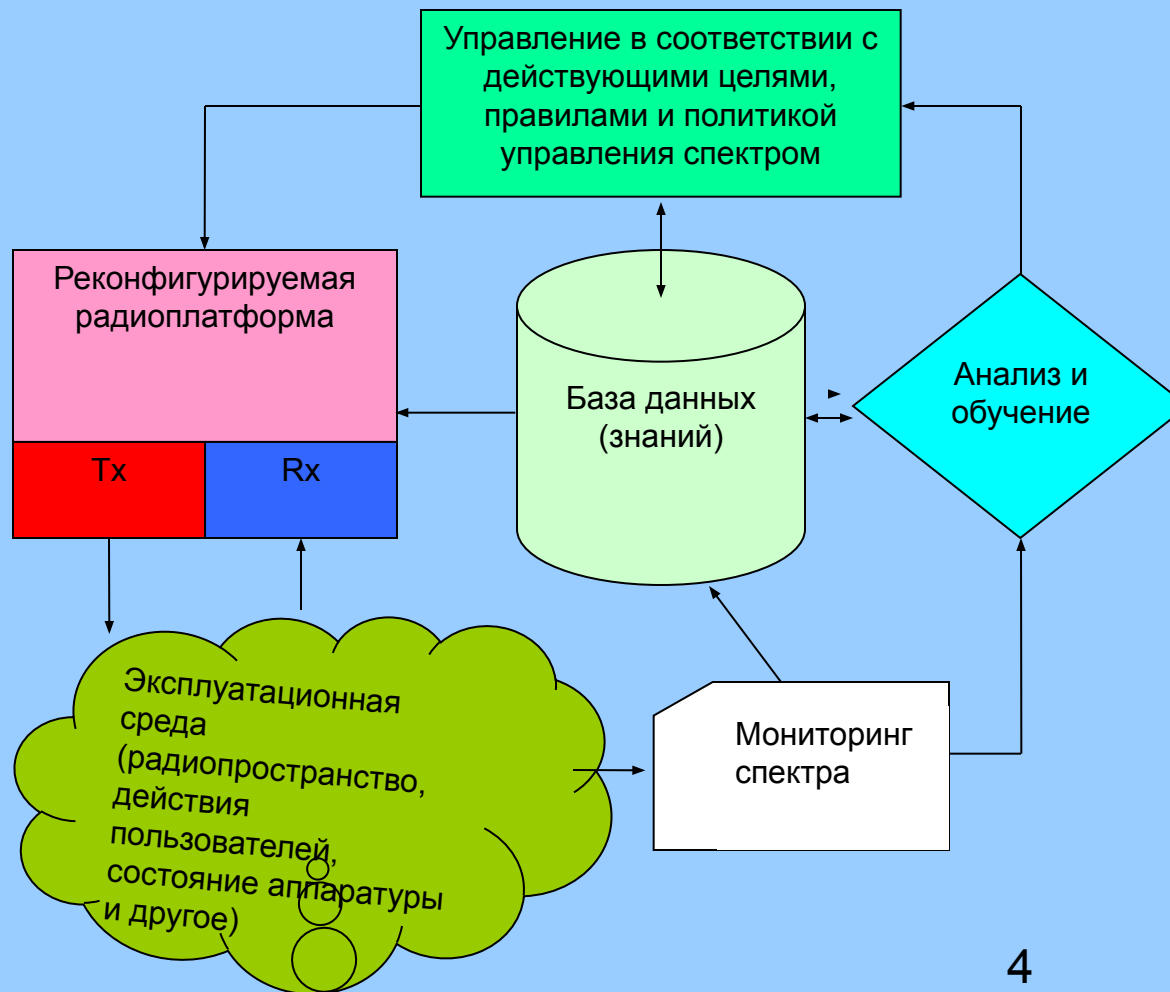 Управление в соответствии с
действующими целями,
правилами и политикой
управления спектром
Реконфигурируемая
радиоплатформа
Tx
Rx
База данных
(знаний)
Анализ и
обучение
Эксплуатационная
среда
(радиопространство,
действия
пользователей,
состояние аппаратуры
и другое)
Мониторинг
спектра
4